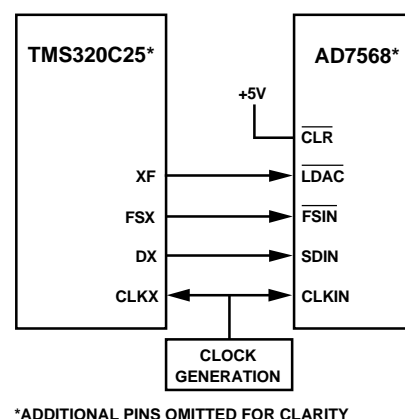 TMS320C25*
AD7568*
+5V
CLR
XF
LDAC
FSX
FSIN
DX
SDIN
CLKX
CLKIN
CLOCK
GENERATION
*ADDITIONAL PINS OMITTED FOR CLARITY